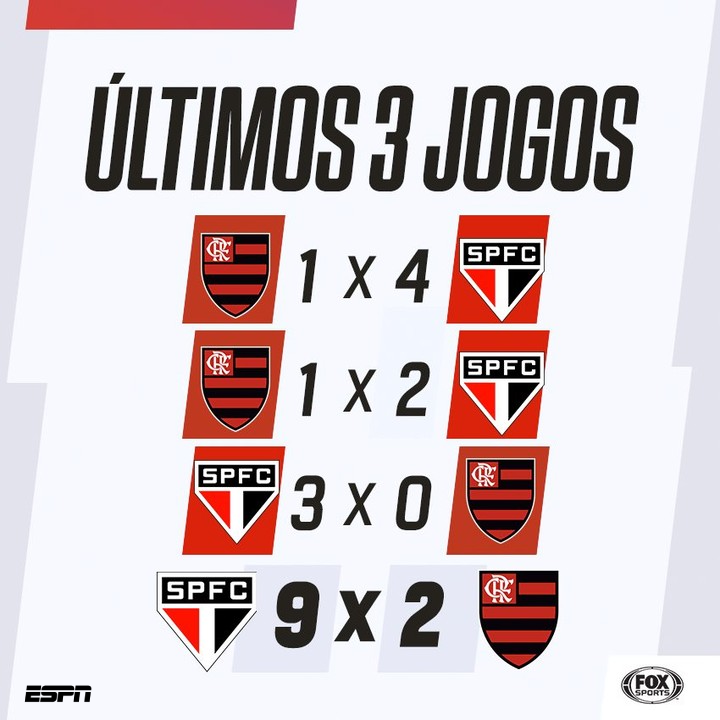 ÚLTIMOS 3 JOGOS
CRF 1 X 4 SPFC
CRF 1 X 2 SPFC
SPFC 3 X 0 CRF
SPFC 9 X 2 CRF
ESPN FOX SPORTS